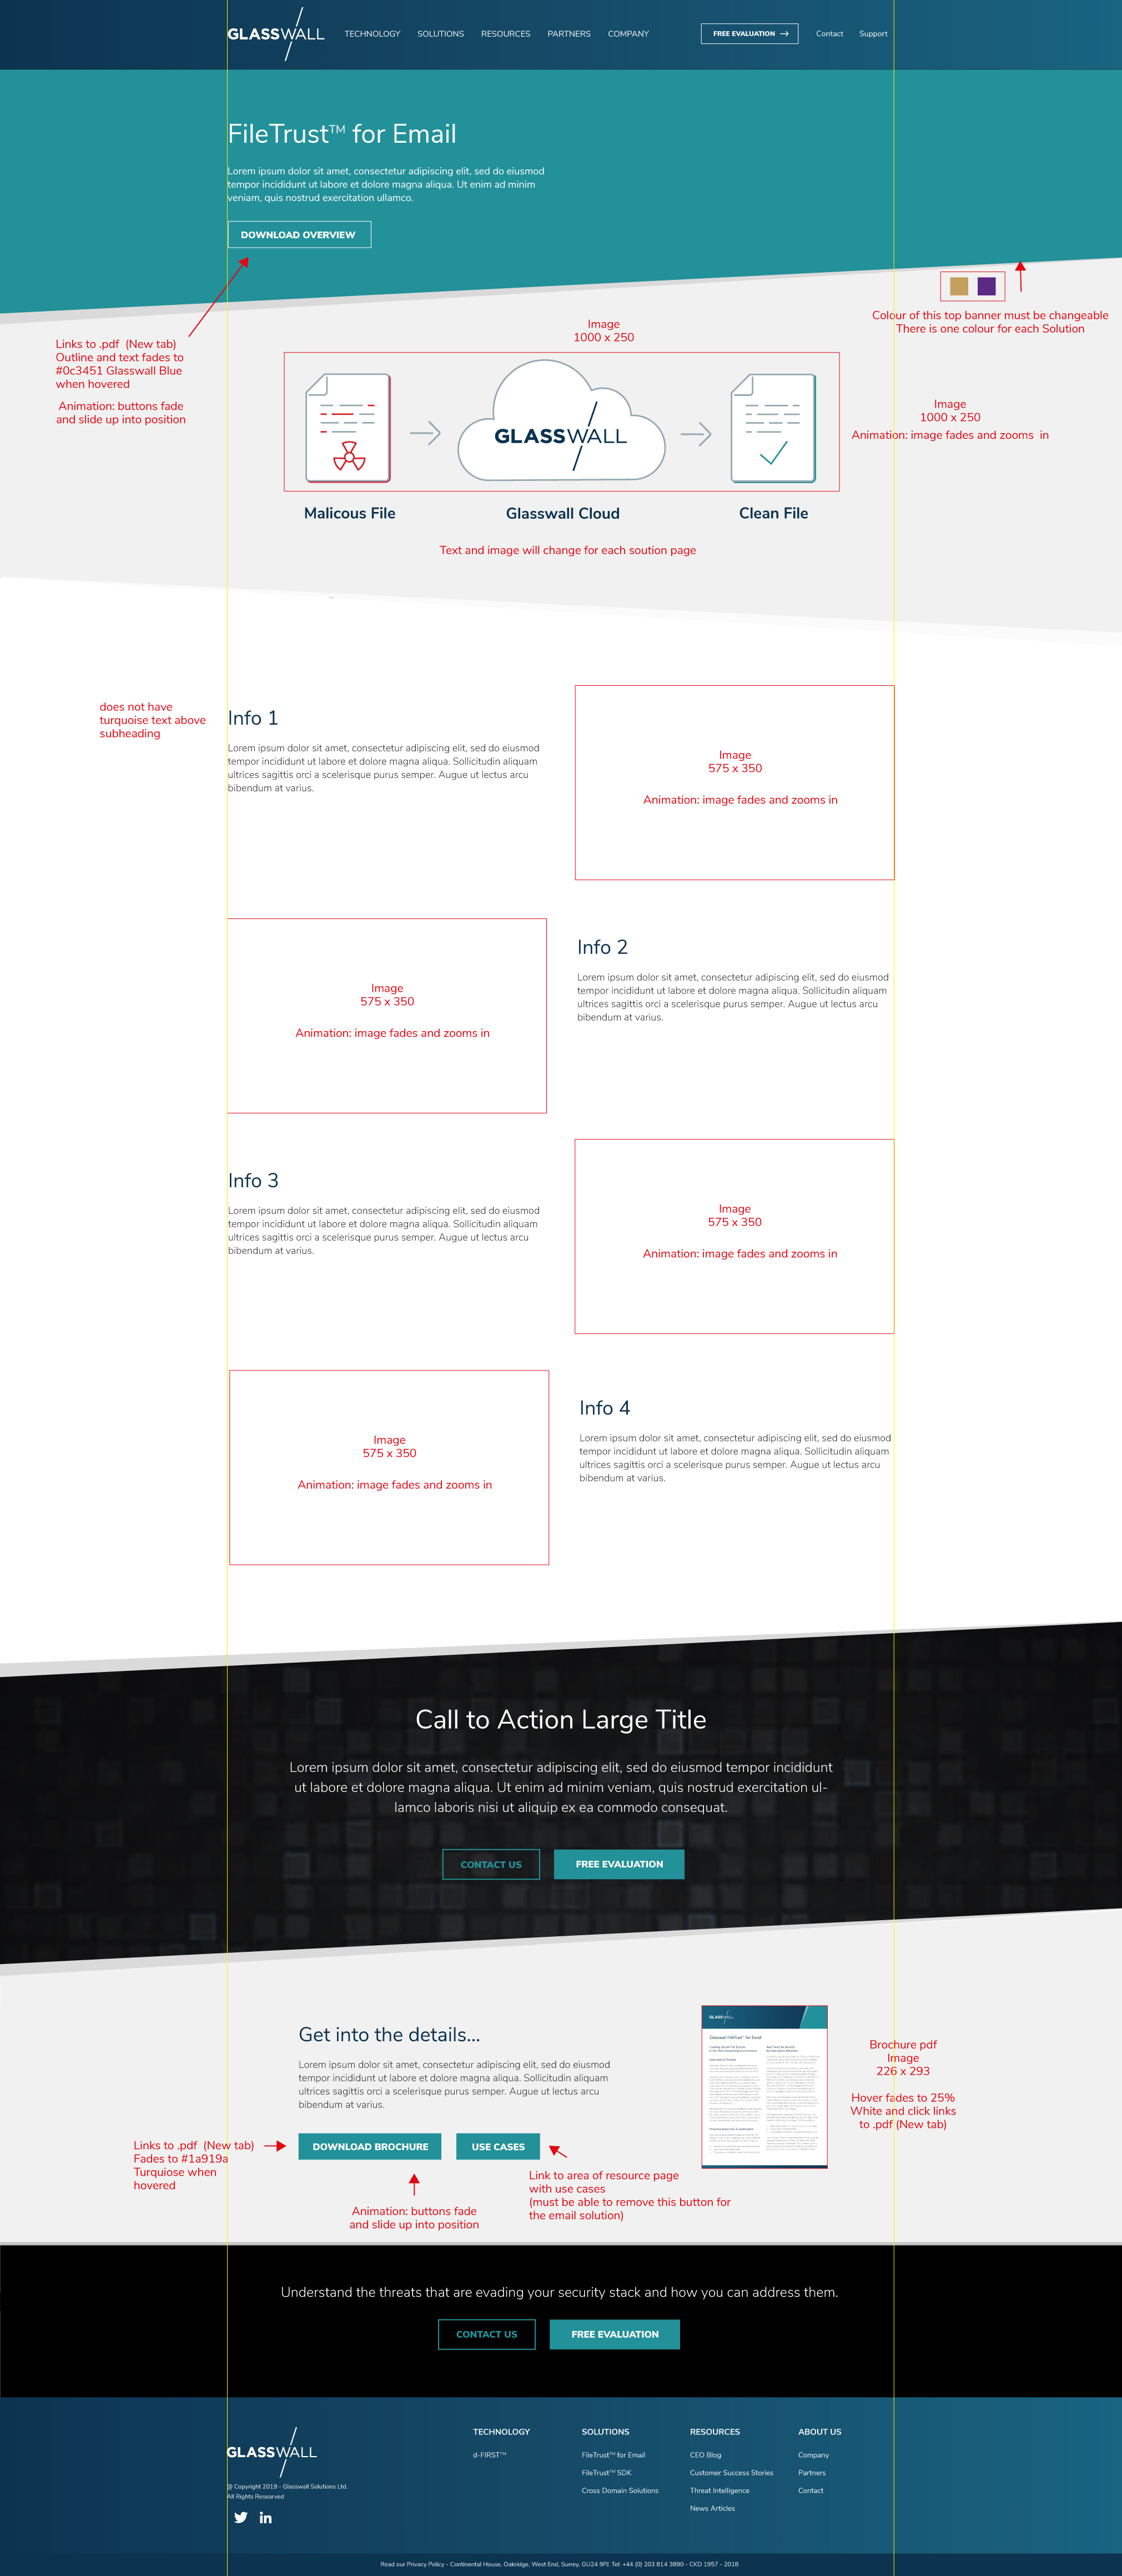 GLASSWALL
TECHNOLOGY SOLUTIONS RESOURCES PARTNERS COMPANY
FREE EVALUATION
Contact Support
FileTrust™ for Email
Lorem ipsum dolor sit amet, consectetur adipiscing elit, sed do eiusmod
tempor incididunt ut labore et dolore magna aliqua. Ut enim ad minim
veniam, quis nostrud exercitation ullamco.
DOWNLOAD OVERVIEW
Colour of this top banner must be changeable
There is one colour for each Solution
Links to .pdf (New tab)
Outline and text fades to
#0c3451 Glasswall Blue
when hovered
Animation: buttons fade
and slide up into position
Image
1000 x 250
GLASSWALL
Image
1000 x 250
Animation: image fades and zooms in
Malicous File
Glasswall Cloud
Clean File
Text and image will change for each soution page
does not have
turquoise text above
subheading
Info 1
Lorem ipsum dolor sit amet, consectetur adipiscing elit, sed do eiusmod
tempor incididunt ut labore et dolore magna aliqua. Sollicitudin aliquam
ultrices sagittis orci a scelerisque purus semper. Augue ut lectus arcu
bibendum at varius.
Image
575 x 350
Animation: image fades and zooms in
Image
575 x 350
Animation: image fades and zooms in
Info 2
Lorem ipsum dolor sit amet, consectetur adipiscing elit, sed do eiusmod
tempor incididunt ut labore et dolore magna aliqua. Sollicitudin aliquam
ultrices sagittis orci a scelerisque purus semper. Augue ut lectus arcu
bibendum at varius.
Info 3
Lorem ipsum dolor sit amet, consectetur adipiscing elit, sed do eiusmod
tempor incididunt ut labore et dolore magna aliqua. Sollicitudin aliquam
ultrices sagittis orci a scelerisque purus semper. Augue ut lectus arcu
bibendum at varius.
Image
575 x 350
Animation: image fades and zooms in
Image
575 x 350
Animation: image fades and zooms in
Info 4
Lorem ipsum dolor sit amet, consectetur adipiscing elit, sed do eiusmod
tempor incididunt ut labore et dolore magna aliqua. Sollicitudin aliquam
ultrices sagittis orci a scelerisque purus semper. Augue ut lectus arcu
bibendum at varius.
Call to Action Large Title
Lorem ipsum dolor sit amet, consectetur adipiscing elit, sed do eiusmod tempor incididunt
ut labore et dolore magna aliqua. Ut enim ad minim veniam, quis nostrud exercitation ul-
lamco laboris nisi ut aliquip ex ea commodo consequat.
CONTACT US
FREE EVALUATION
Get into the details...
Lorem ipsum dolor sit amet, consectetur adipiscing elit, sed do eiusmod
tempor incididunt ut labore et dolore magna aliqua. Sollicitudin aliquam
ultrices sagittis orci a scelerisque purus semper. Augue ut lectus arcu
bibendum at varius.
DOWNLOAD BROCHURE
USE CASES
Links to .pdf (New tab)
Fades to #1a919a
Turquiose when
hovered
Animation: buttons fade
and slide up into position
Link to area of resource page
with use cases
(must be able to remove this button for
the email solution)
GLASSWALL
Glasswall FileTrust™ for Email
Brochure pdf
Image
226 x 293
Hover fades to 25%
White and click links
to .pdf (New tab)
Understand the threats that are evading your security stack and how you can address them.
CONTACT US
FREE EVALUATION
GLASSWALL
@ Copyright 2019 - Glasswall Solutions Ltd.
All Rights Researved
in
TECHNOLOGY
d-FIRST™
SOLUTIONS
FileTrust™ for Email
FileTrust™ SDK
Cross Domain Solutions
RESOURCES
CEO Blog
Customer Success Stories
Threat Intelligence
News Articles
ABOUT US
Company
Partners
Contact
Read our Privacy Policy - Continental House, Oakridge, West End, Surrey, GU24 9PJ. Tel: +44 (0) 203 814 3890 - CKD 1957 - 2018